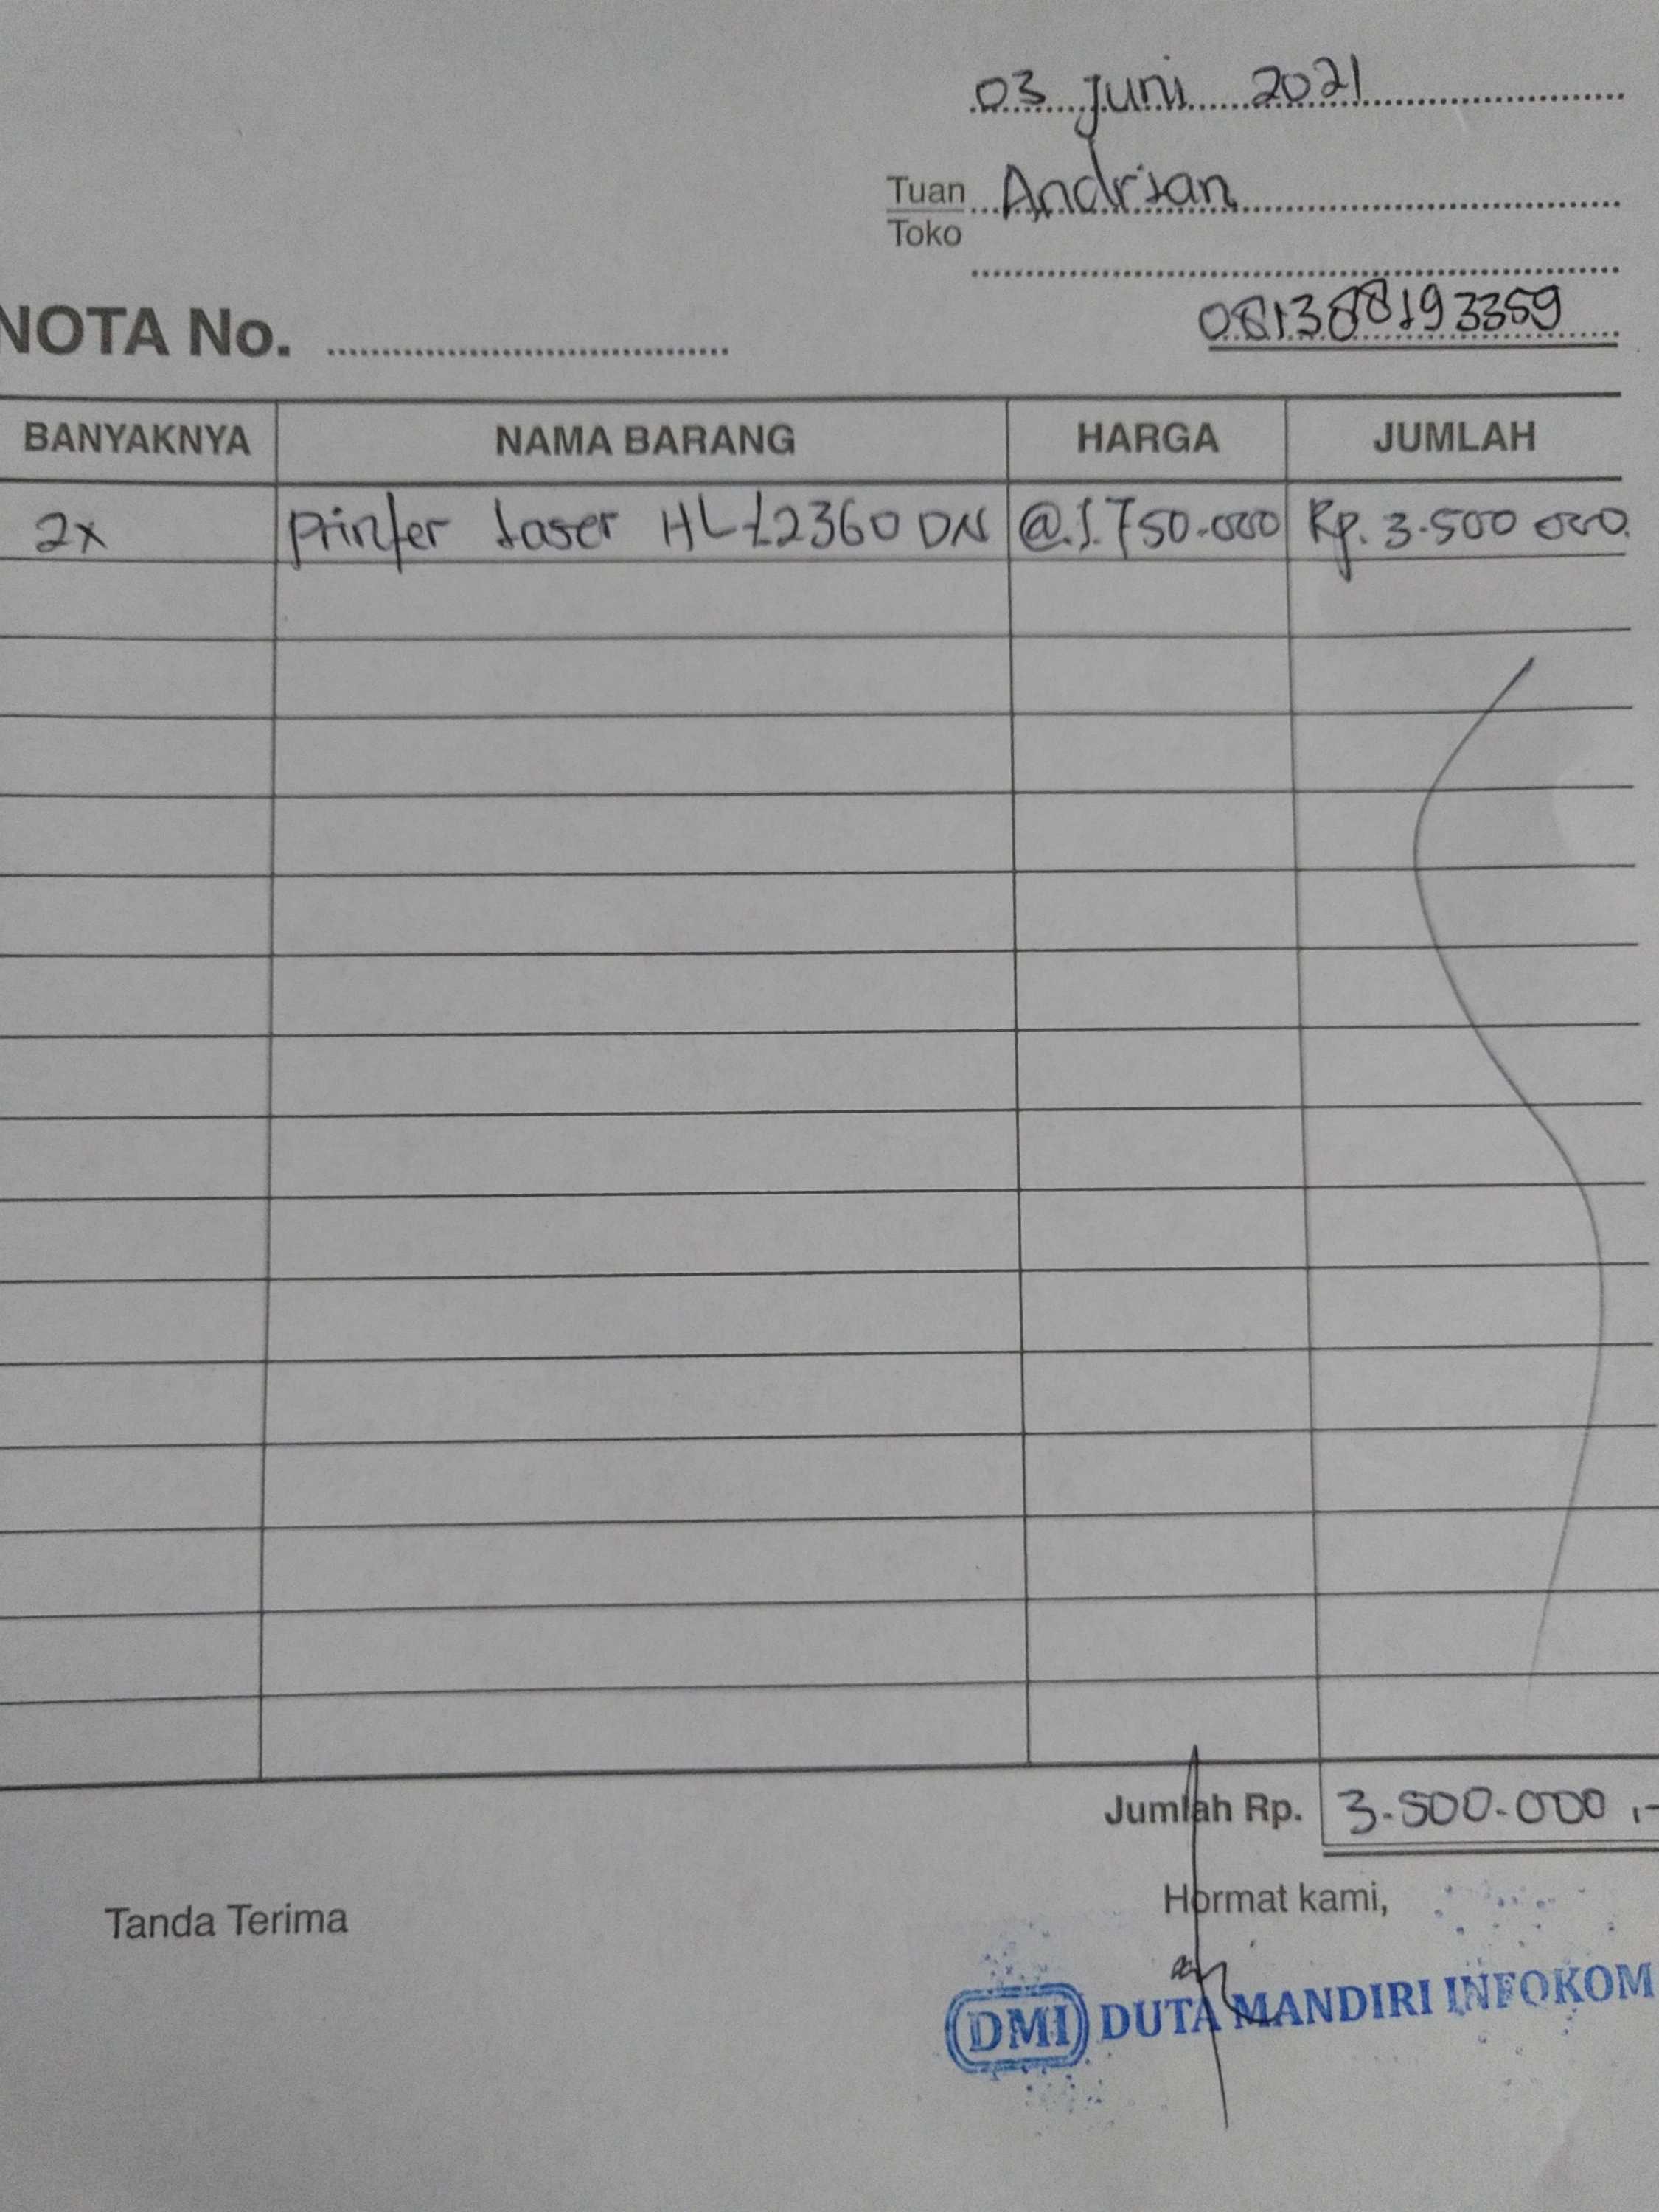 03 Juni 2021
Tuan Andrian
Toko
081388193359
NOTA No.
BANYAKNYA NAMA BARANG HARGA JUMLAH
2x Printer Laser HL L2360 DN @.1.750.000 Rp. 3.500 000.
Jumlah Rp. 3.500.000,-
Tanda Terima Hormat kami,
DMI DUTA MANDIRI INFOKOM